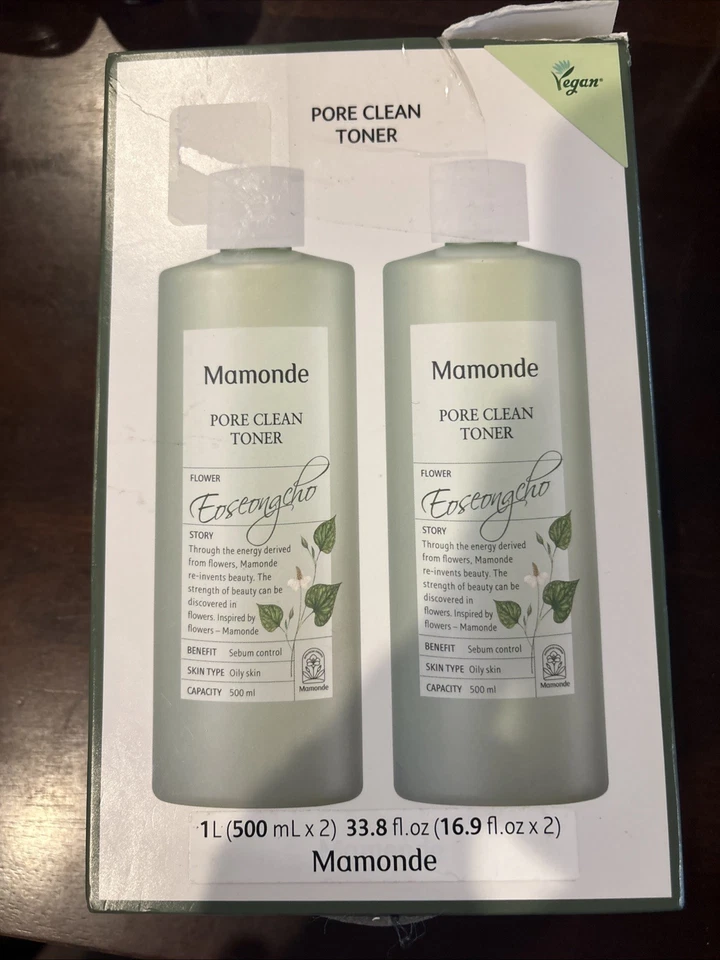 Vegan
PORE CLEAN
TONER
Mamonde
PORE CLEAN
TONER
FLOWER
Eoseongcho
STORY
Through the energy derived
from flowers, Mamonde
re-invents beauty. The
strength of beauty can be
discovered in
flowers. Inspired by
flowers – Mamonde
BENEFIT Sebum control
SKIN TYPE Oily skin
CAPACITY 500 ml
Mamonde
Mamonde
PORE CLEAN
TONER
FLOWER
Eoseongcho
STORY
Through the energy derived
from flowers, Mamonde
re-invents beauty. The
strength of beauty can be
discovered in
flowers. Inspired by
flowers – Mamonde
BENEFIT Sebum control
SKIN TYPE Oily skin
CAPACITY 500 ml
Mamonde
1L (500 mL x 2) 33.8 fl.oz (16.9 fl.oz x 2)
Mamonde